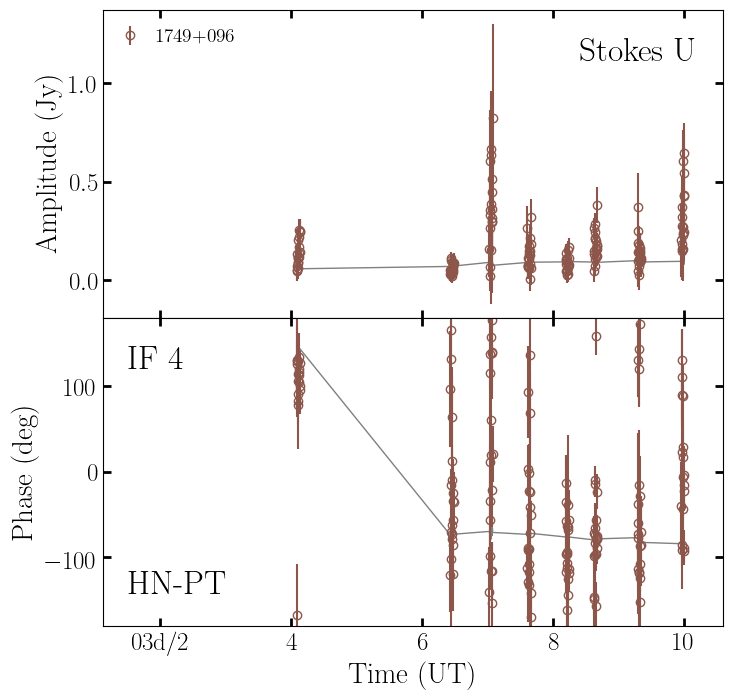 1749+096
Stokes U
Amplitude (Jy)
1.0
0.5
0.0
IF 4
HN-PT
Phase (deg)
100
0
−100
03d/2
4
6
8
10
Time (UT)